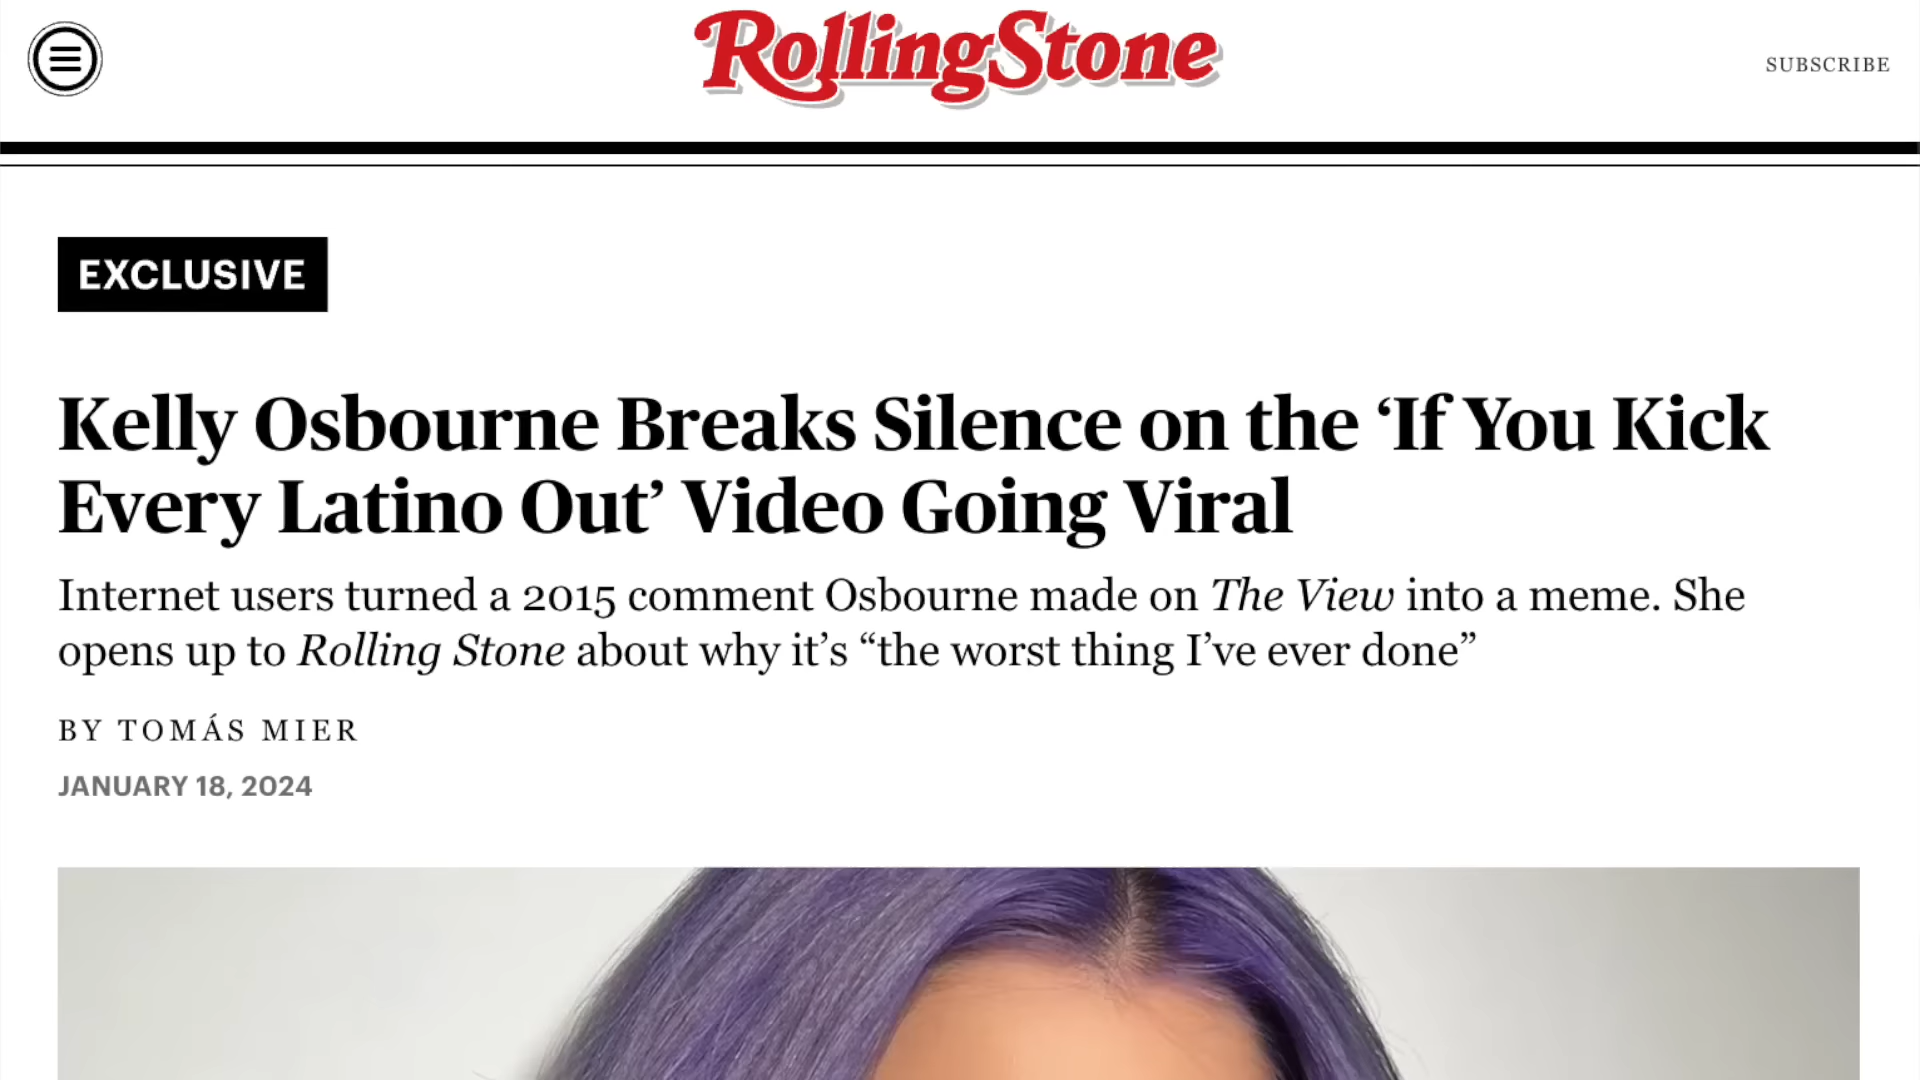 RollingStone
SUBSCRIBE
EXCLUSIVE
Kelly Osbourne Breaks Silence on the ‘If You Kick
Every Latino Out’ Video Going Viral
Internet users turned a 2015 comment Osbourne made on The View into a meme. She
opens up to Rolling Stone about why it’s “the worst thing I’ve ever done”
BY TOMÁS MIER
JANUARY 18, 2024